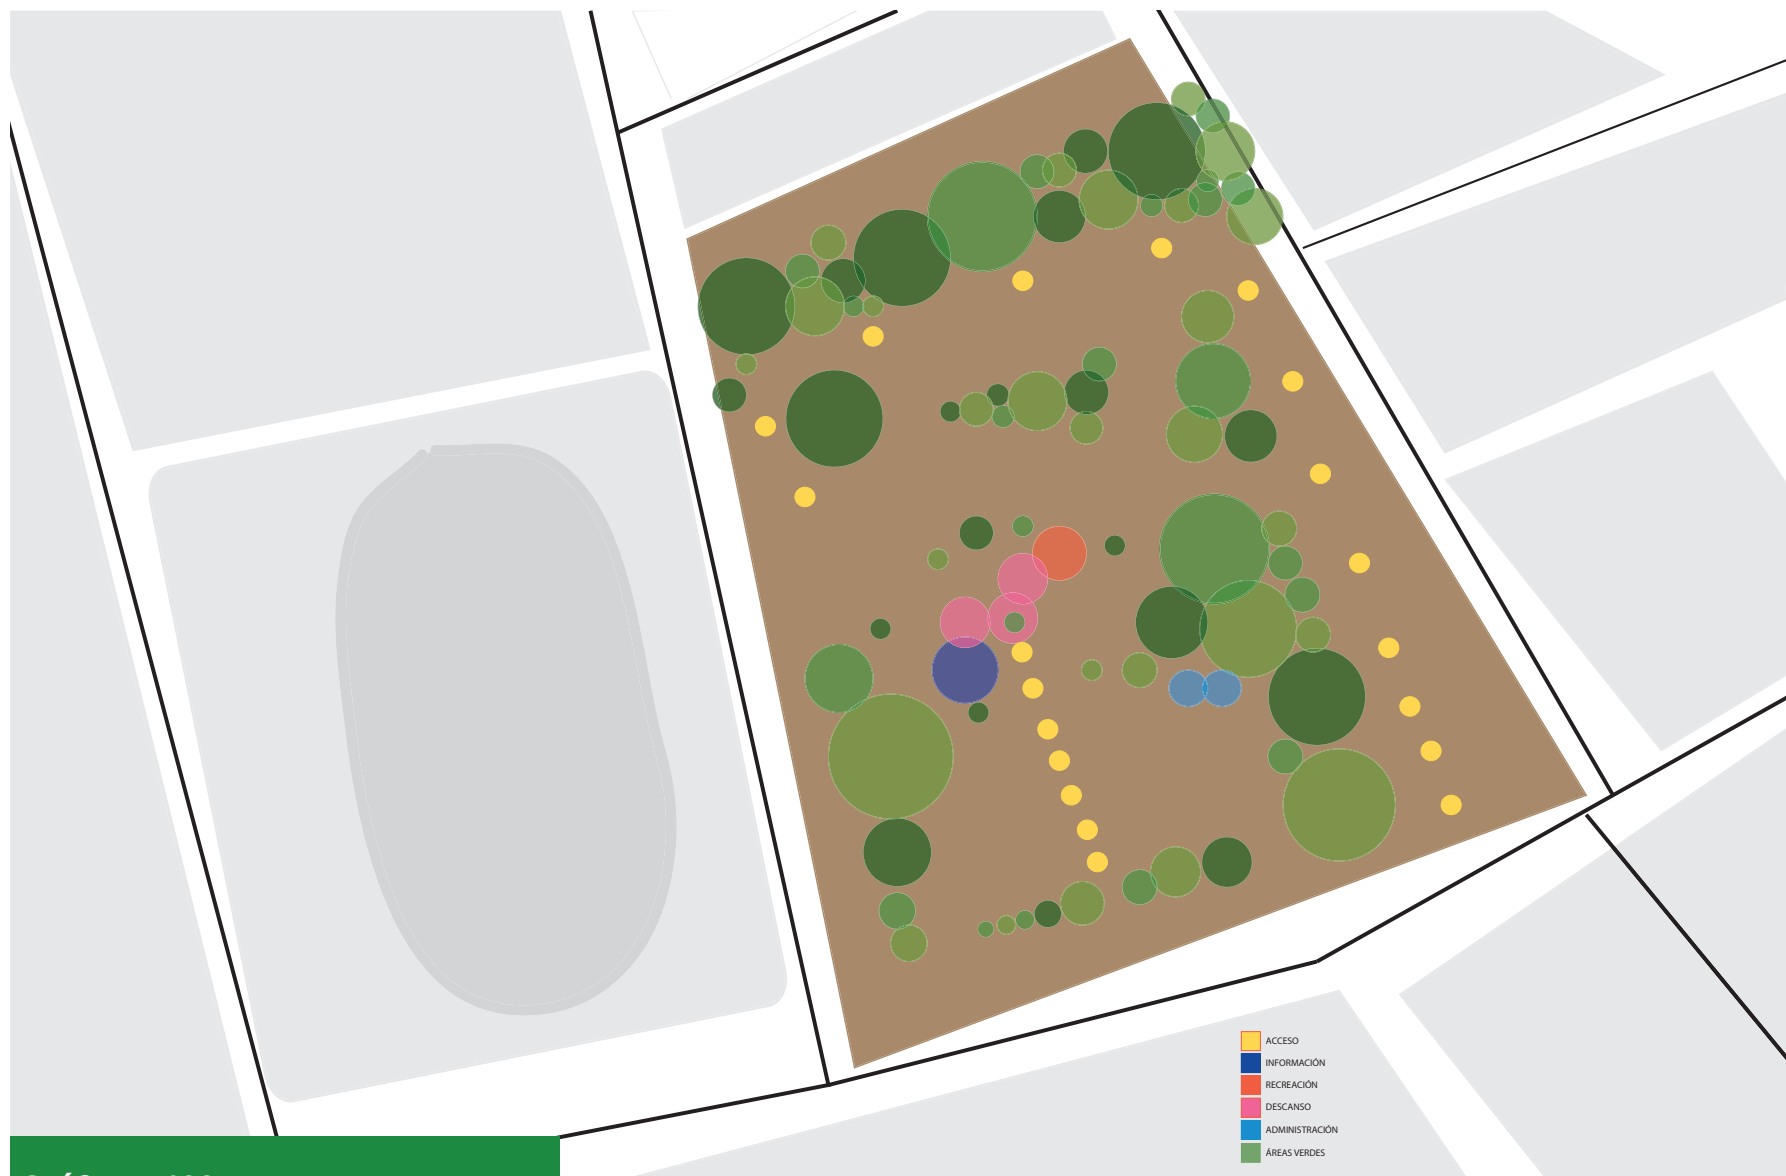 ACCESO
INFORMACIÓN
RECREACIÓN
DESCANSO
ADMINISTRACIÓN
ÁREAS VERDES